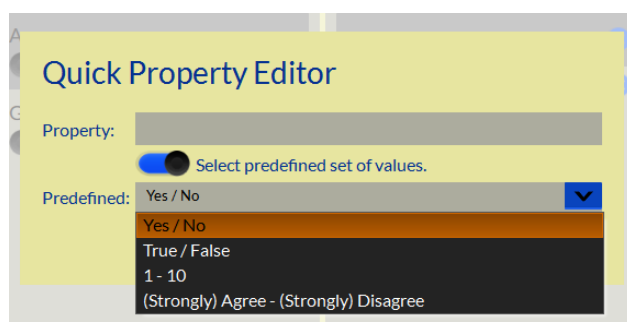 A
Quick Property Editor
G
Property:
Select predefined set of values.
Predefined: Yes / No
Yes / No
True / False
1 - 10
(Strongly) Agree - (Strongly) Disagree